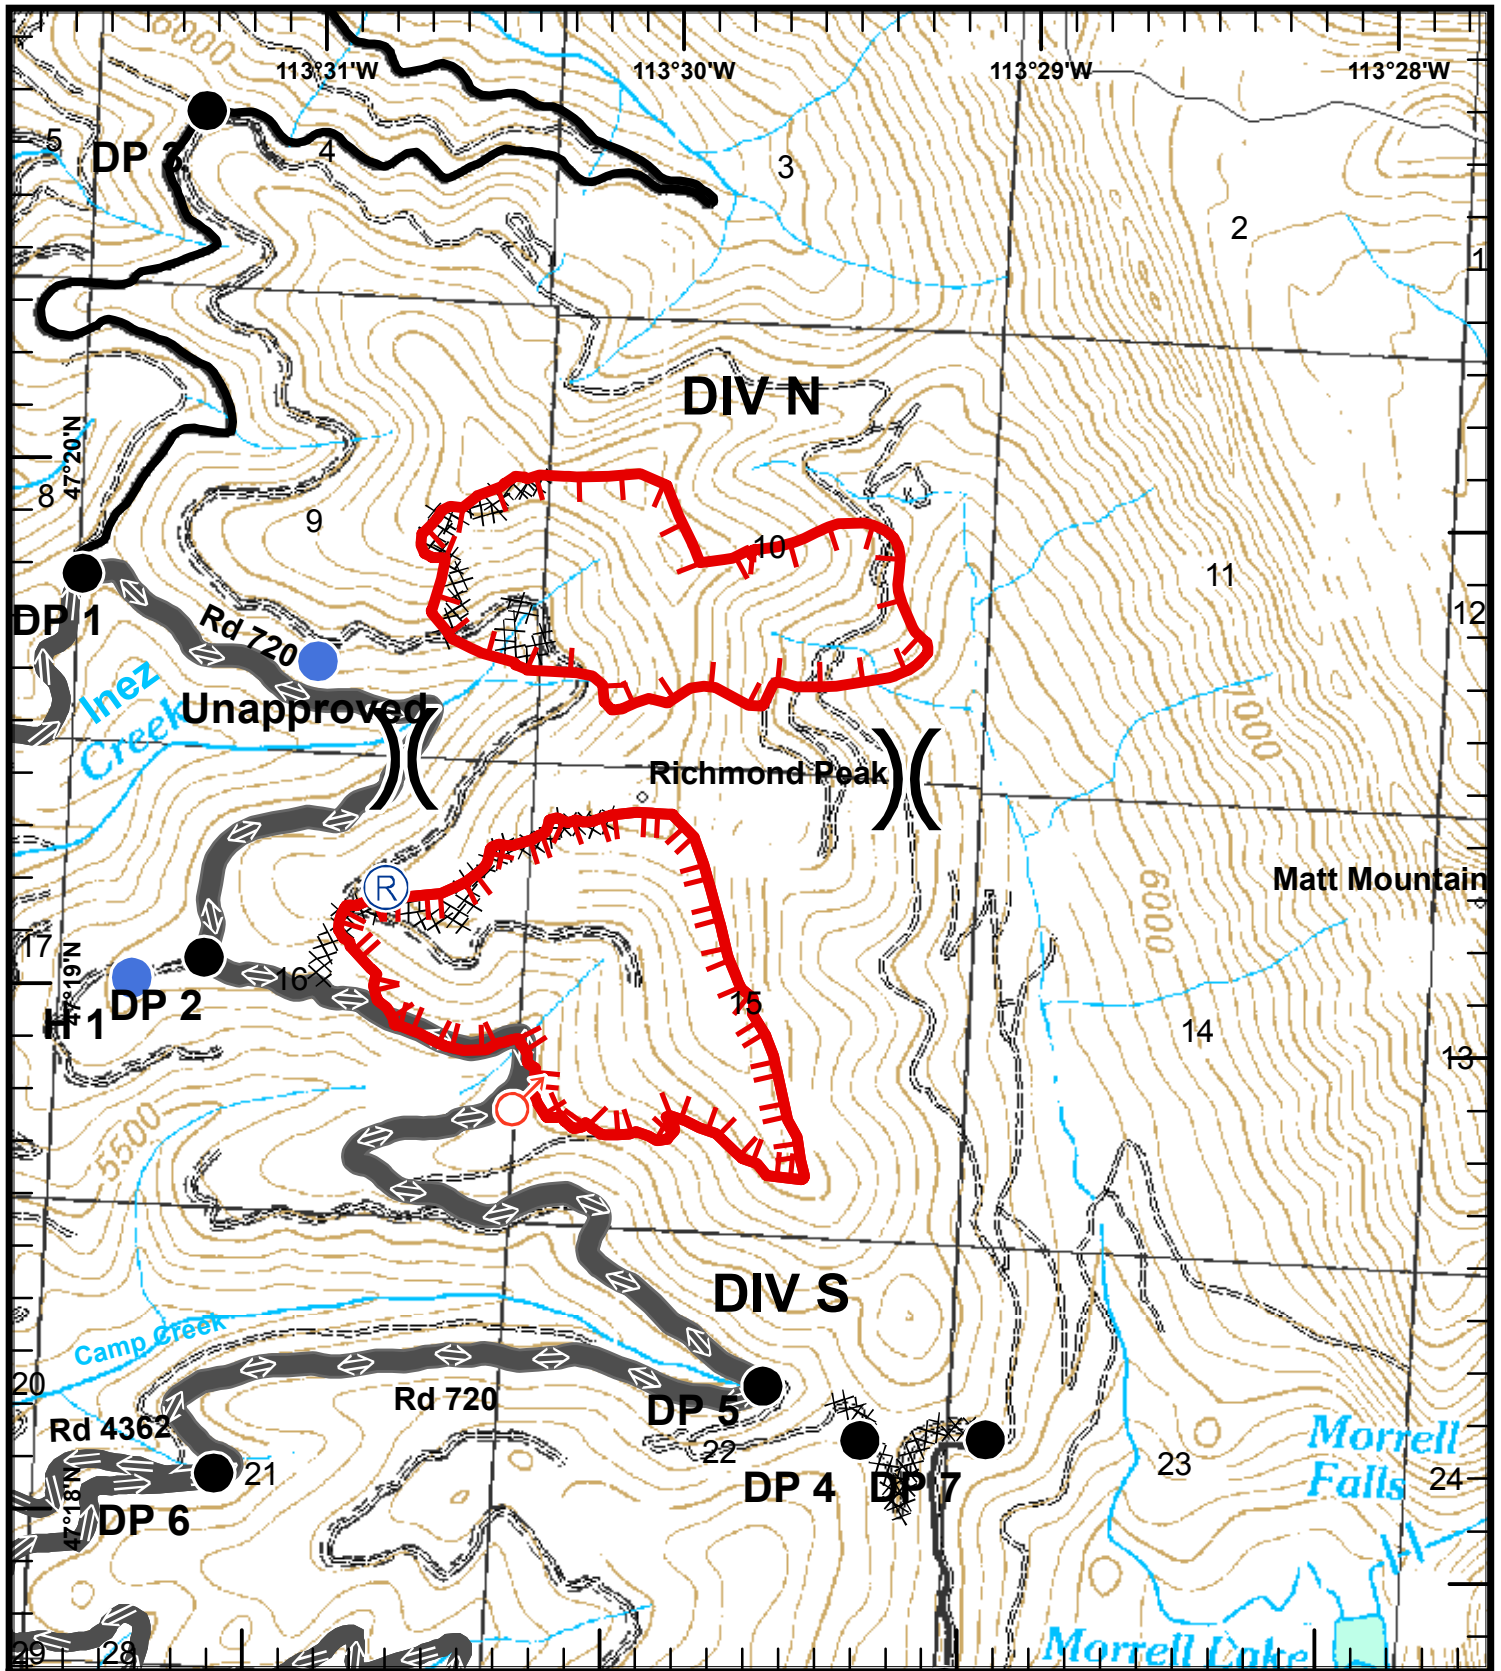 6000
113°31'W
113°30'W
113°29'W
113°28'W
5
DP 3
4
3
2
1
DIV N
47°20'N
8
9
10
11
12
DP 1
Rd 720
Inez
Creek
Unapproved
7000
Richmond Peak
Matt Mountain
R
6000
17
47°19'N
16
DP 2
H 1
15
14
13
5500
DIV S
Camp Creek
20
Rd 720
DP 5
Rd 4362
22
Morrell
Falls
21
DP 4
DP 7
23
24
47°18'N
DP 6
29
28
Morrell Lake